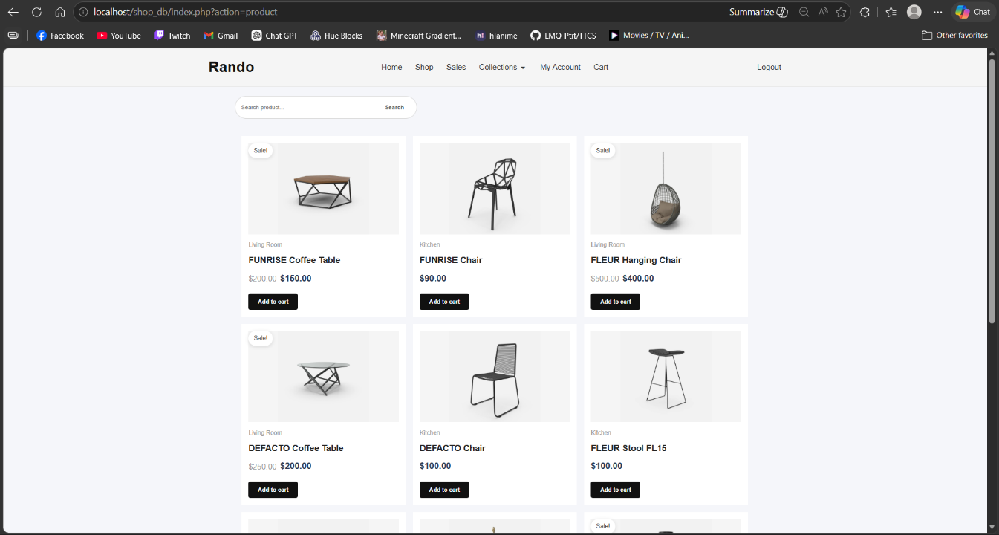 localhost/shop_db/index.php?action=product Summarize A Chat
Facebook YouTube Twitch Gmail Chat GPT Hue Blocks Minecraft Gradient... h! hlanime LMQ-Ptit/TTCS Movies / TV / Ani... Other favorites
Rando Home Shop Sales Collections My Account Cart Logout
Search product... Search
Sale! Sale!
Living Room Kitchen Living Room
FUNRISE Coffee Table FUNRISE Chair FLEUR Hanging Chair
$200.00 $150.00 $90.00 $500.00 $400.00
Add to cart Add to cart Add to cart
Sale!
Living Room Kitchen Kitchen
DEFACTO Coffee Table DEFACTO Chair FLEUR Stool FL15
$250.00 $200.00 $100.00 $100.00
Add to cart Add to cart Add to cart
Sale!